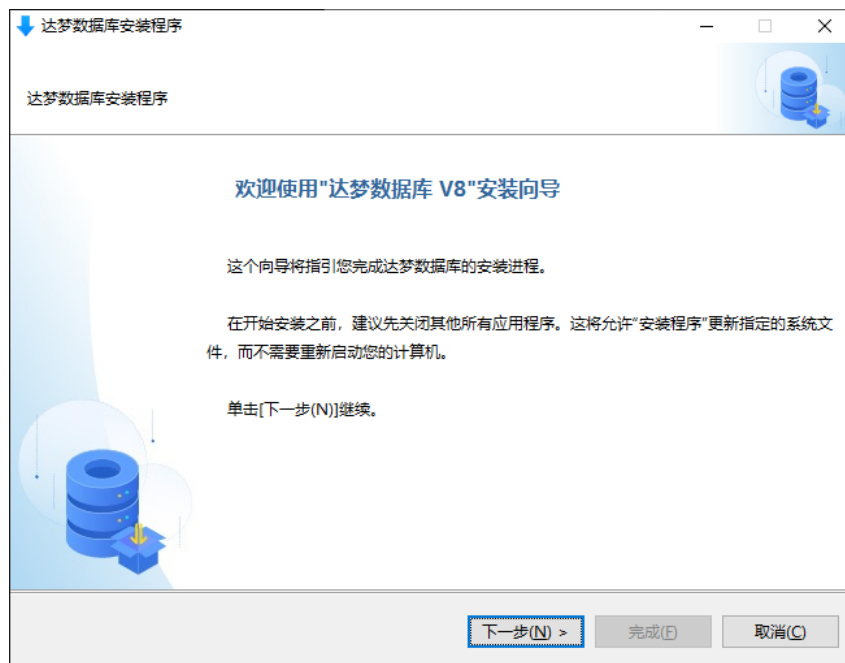 达梦数据库安装程序
达梦数据库安装程序
欢迎使用"达梦数据库 V8"安装向导
这个向导将指引您完成达梦数据库的安装进程。
在开始安装之前，建议先关闭其他所有应用程序。这将允许“安装程序”更新指定的系统文
件，而不需要重新启动您的计算机。
单击[下一步(N)]继续。
下一步(N) > 完成(F) 取消(C)